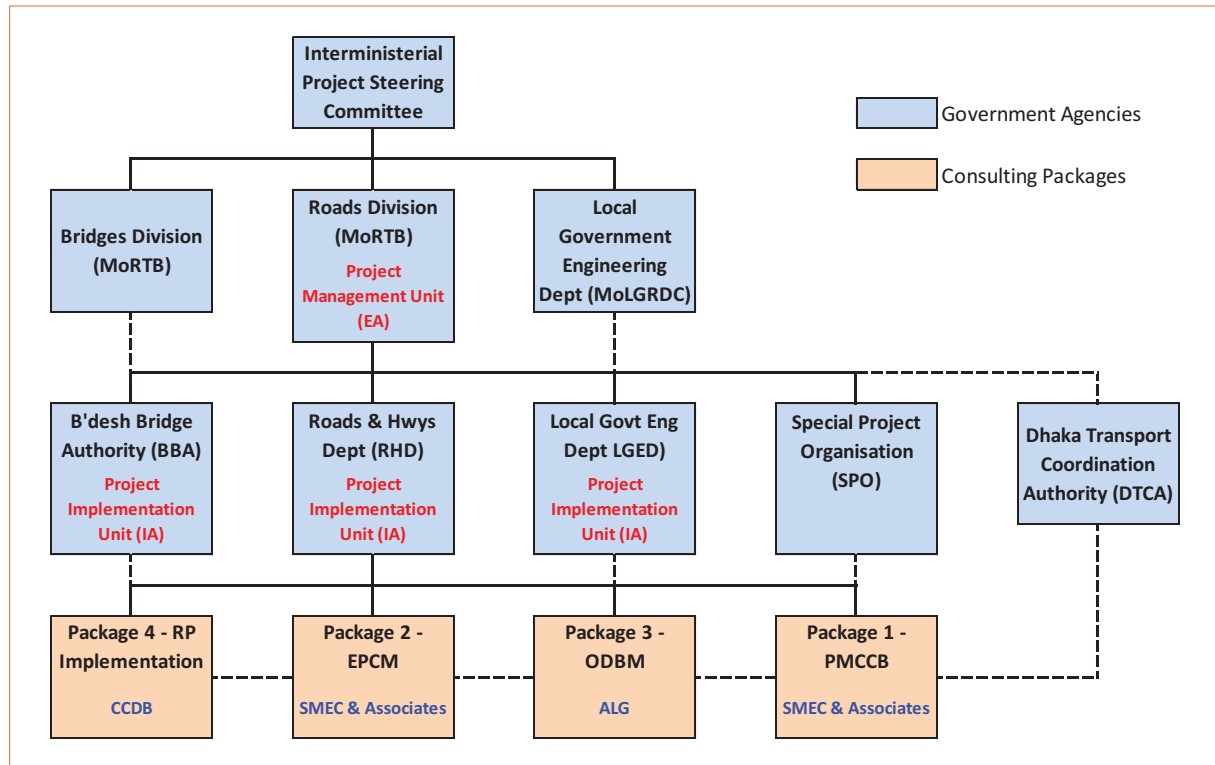 Interministerial
Project Steering
Committee
Government Agencies
Consulting Packages
Bridges Division
(MoRTB)
Roads Division
(MoRTB)
Project
Management Unit
(EA)
Local
Government
Engineering
Dept (MoLGRDC)
B'desh Bridge
Authority (BBA)
Project
Implementation
Unit (IA)
Roads & Hwys
Dept (RHD)
Project
Implementation
Unit (IA)
Local Govt Eng
Dept LGED)
Project
Implementation
Unit (IA)
Special Project
Organisation
(SPO)
Dhaka Transport
Coordination
Authority (DTCA)
Package 4 - RP
Implementation
CCDB
Package 2 -
EPCM
SMEC & Associates
Package 3 -
ODBM
ALG
Package 1 -
PMCCB
SMEC & Associates